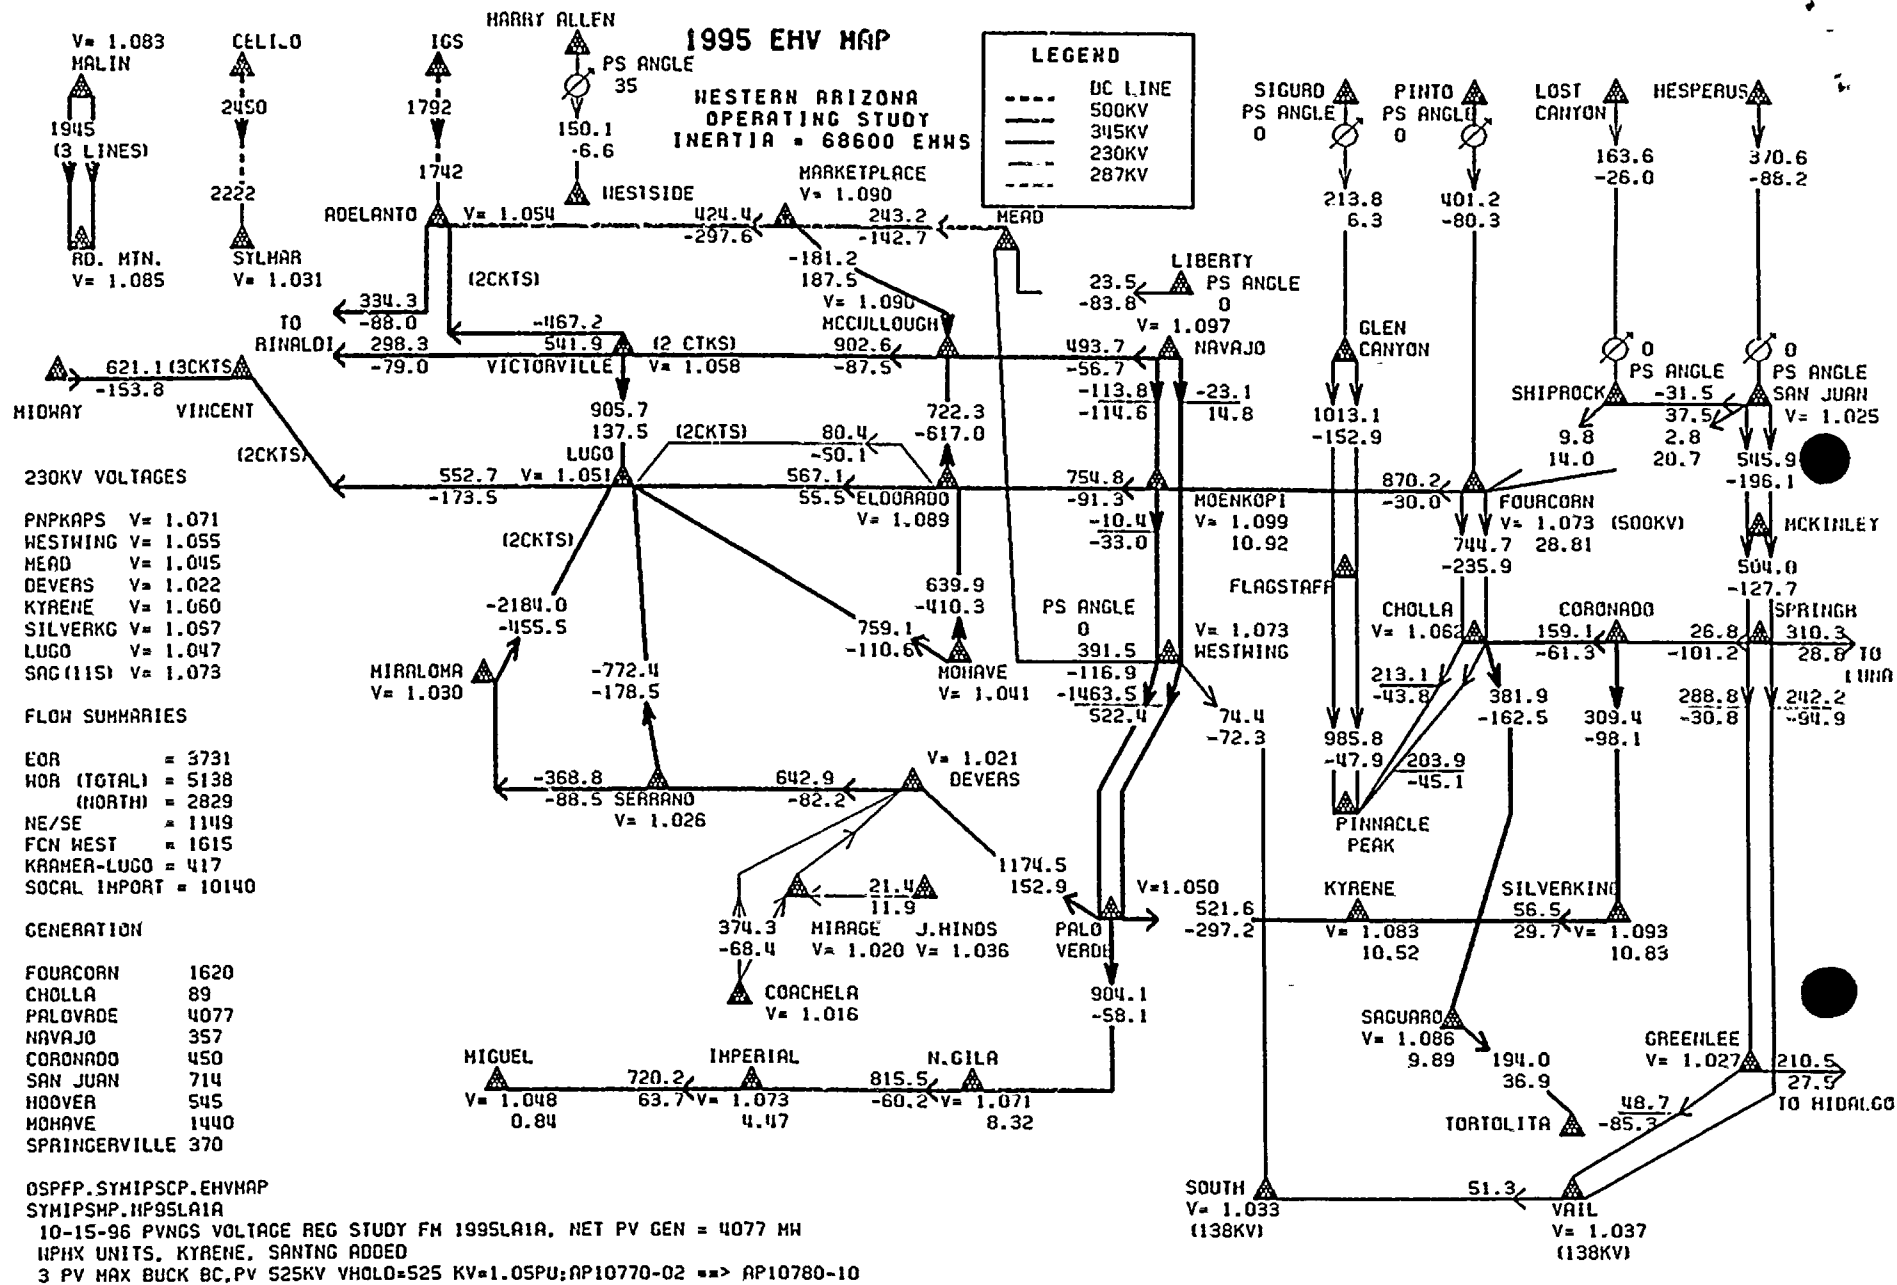 1995 EHV MAP
WESTERN ARIZONA
OPERATING STUDY
INERTIA = 68600 EMWS
LEGEND
DC LINE
500KV
345KV
230KV
287KV
V= 1.083
MALIN
1945
(3 LINES)
RD. MTN.
V= 1.085
CELILO
2450
2222
SYLMAR
V= 1.031
IGS
1792
1742
ADELANTO
V= 1.054
HARRY ALLEN
PS ANGLE
35
150.1
-6.6
WESTSIDE
MARKETPLACE
V= 1.090
424.4
-297.6
243.2
-142.7
MEAD
-181.2
187.5
V= 1.090
MCCULLOUGH
LIBERTY
PS ANGLE
0
23.5
-83.8
V= 1.097
NAVAJO
SIGURD
PS ANGLE
0
213.8
6.3
PINTO
PS ANGLE
0
401.2
-80.3
LOST
CANYON
163.6
-26.0
HESPERUS
370.6
-88.2
(2CKTS)
334.3
-88.0
TO
RINALDI
298.3
-79.0
-467.2
541.9
VICTORVILLE
(2 CTKS)
V= 1.058
902.6
-87.5
493.7
-56.7
-113.8
-114.6
-23.1
14.8
GLEN
CANYON
1013.1
-152.9
0
PS ANGLE
SHIPROCK
-31.5
37.5
9.8
14.0
2.8
20.7
0
PS ANGLE
SAN JUAN
V= 1.025
545.9
-196.1
MIDWAY
621.1
-153.8
(3CKTS
VINCENT
(2CKTS)
905.7
137.5
LUGO
V= 1.051
552.7
-173.5
(2CKTS)
80.4
-50.1
567.1
55.5
722.3
-617.0
ELDORADO
V= 1.089
754.8
-91.3
-10.4
-33.0
MOENKOPI
V= 1.099
10.92
870.2
-30.0
FOURCORN
V= 1.073 (500KV)
28.81
744.7
-235.9
MCKINLEY
504.0
-127.7
FLAGSTAFF
230KV VOLTAGES
PNPKAPS V= 1.071
WESTWING V= 1.055
MEAD V= 1.045
DEVERS V= 1.022
KYRENE V= 1.060
SILVERKG V= 1.057
LUGO V= 1.047
SAG(115) V= 1.073
(2CKTS)
-2184.0
-455.5
MIRALOMA
V= 1.030
-772.4
-178.5
759.1
-110.6
639.9
-410.3
MOHAVE
V= 1.041
PS ANGLE
0
391.5
-116.9
-1463.5
522.4
V= 1.073
WESTWING
74.4
-72.3
CHOLLA
V= 1.062
213.1
-43.8
381.9
-162.5
203.9
-45.1
985.8
-47.9
PINNACLE
PEAK
CORONADO
159.1
-61.3
26.8
-101.2
309.4
-98.1
SPRINGR
310.3
28.8
TO
LUNA
288.8
-30.8
242.2
-94.9
FLOW SUMMARIES
EOR = 3731
WOR (TOTAL) = 5138
(NORTH) = 2829
NE/SE = 1149
FCN WEST = 1615
KRAMER-LUGO = 417
SOCAL IMPORT = 10140
-368.8
-88.5
SERRANO
V= 1.026
642.9
-82.2
V= 1.021
DEVERS
1174.5
152.9
374.3
-68.4
21.4
11.9
MIRAGE
V= 1.020
J.HINDS
V= 1.036
COACHELA
V= 1.016
PALO
VERDE
V=1.050
521.6
-297.2
904.1
-58.1
KYRENE
V= 1.083
10.52
SILVERKING
56.5
29.7
V= 1.093
10.83
GENERATION
FOURCORN 1620
CHOLLA 89
PALOVRDE 4077
NAVAJO 357
CORONADO 450
SAN JUAN 714
HOOVER 545
MOHAVE 1440
SPRINGERVILLE 370
MIGUEL
V= 1.048
0.84
720.2
63.7
IMPERIAL
V= 1.073
4.47
815.5
-60.2
N.GILA
V= 1.071
8.32
SAGUARO
V= 1.086
9.89
194.0
36.9
TORTOLITA
GREENLEE
V= 1.027
210.5
27.5
TO HIDALGO
48.7
-85.3
SOUTH
V= 1.033
(138KV)
51.3
VAIL
V= 1.037
(138KV)
OSPFP.SYMIPSCP.EHVMAP
SYMIPSMP.WP95LA1A
10-15-96 PVNGS VOLTAGE REG STUDY FM 1995LA1A, NET PV GEN = 4077 MW
WPHX UNITS, KYRENE, SANTNG ADDED
3 PV MAX BUCK BC,PV 525KV VHOLD=525 KV=1.05PU;AP10770-02 ==> AP10780-10